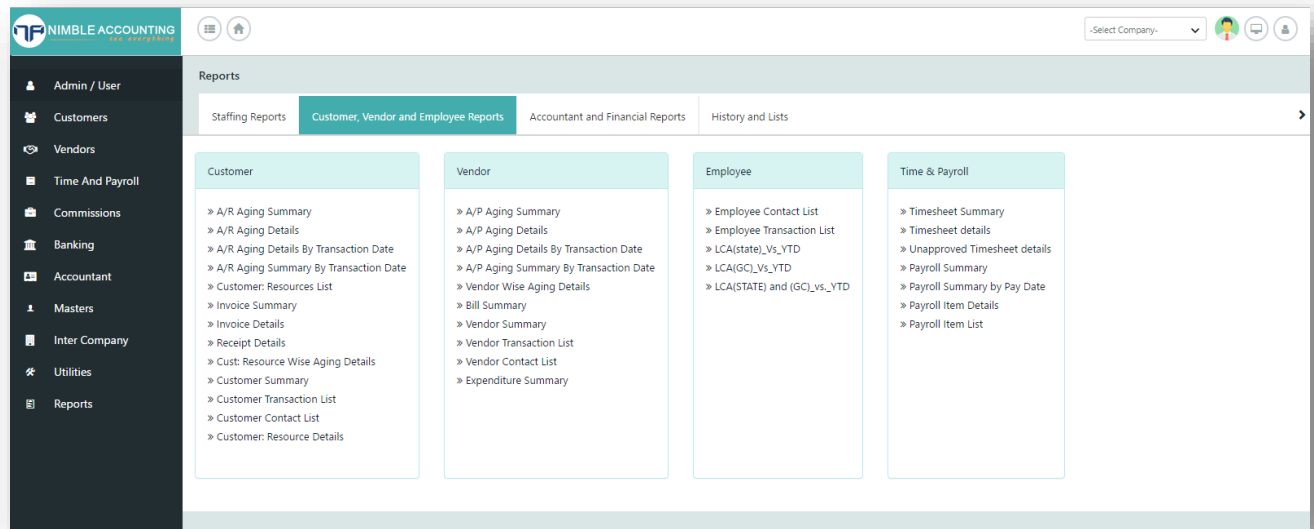 NIMBLE ACCOUNTING
see everything
-Select Company-
Admin / User
Customers
Vendors
Time And Payroll
Commissions
Banking
Accountant
Masters
Inter Company
Utilities
Reports
Reports
Staffing Reports
Customer, Vendor and Employee Reports
Accountant and Financial Reports
History and Lists
Customer
» A/R Aging Summary
» A/R Aging Details
» A/R Aging Details By Transaction Date
» A/R Aging Summary By Transaction Date
» Customer: Resources List
» Invoice Summary
» Invoice Details
» Receipt Details
» Cust: Resource Wise Aging Details
» Customer Summary
» Customer Transaction List
» Customer Contact List
» Customer: Resource Details
Vendor
» A/P Aging Summary
» A/P Aging Details
» A/P Aging Details By Transaction Date
» A/P Aging Summary By Transaction Date
» Vendor Wise Aging Details
» Bill Summary
» Vendor Summary
» Vendor Transaction List
» Vendor Contact List
» Expenditure Summary
Employee
» Employee Contact List
» Employee Transaction List
» LCA(state)_Vs_YTD
» LCA(GC)_Vs_YTD
» LCA(STATE) and (GC)_vs._YTD
Time & Payroll
» Timesheet Summary
» Timesheet details
» Unapproved Timesheet details
» Payroll Summary
» Payroll Summary by Pay Date
» Payroll Item Details
» Payroll Item List